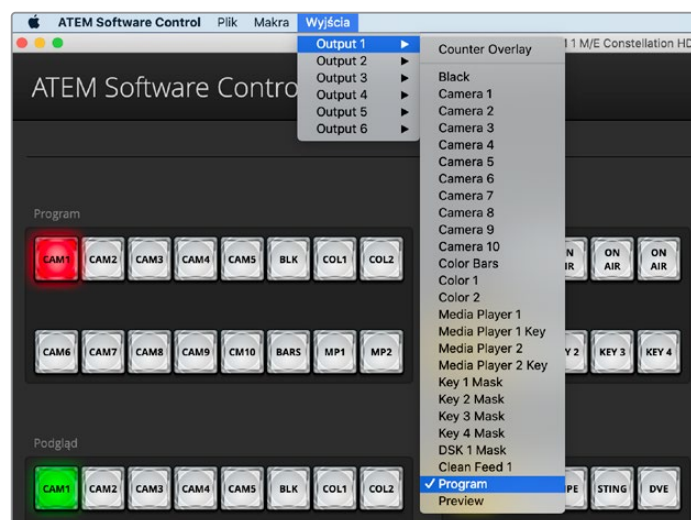 ATEM Software Control Plik Makra Wyjścia
1 M/E Constellation HD
ATEM Software Contro
Output 1
Output 2
Output 3
Output 4
Output 5
Output 6
Counter Overlay
Black
Camera 1
Camera 2
Camera 3
Camera 4
Camera 5
Camera 6
Camera 7
Camera 8
Camera 9
Camera 10
Color Bars
Color 1
Color 2
Media Player 1
Media Player 1 Key
Media Player 2
Media Player 2 Key
Key 1 Mask
Key 2 Mask
Key 3 Mask
Key 4 Mask
DSK 1 Mask
Clean Feed 1
✓ Program
Preview
Program
CAM1 CAM2 CAM3 CAM4 CAM5 BLK COL1 COL2
ON AIR ON AIR
CAM6 CAM7 CAM8 CAM9 CM10 BARS MP1 MP2
Y 2 KEY 3 KEY 4
Podgląd
CAM1 CAM2 CAM3 CAM4 CAM5 BLK COL1 COL2
PE STING DVE